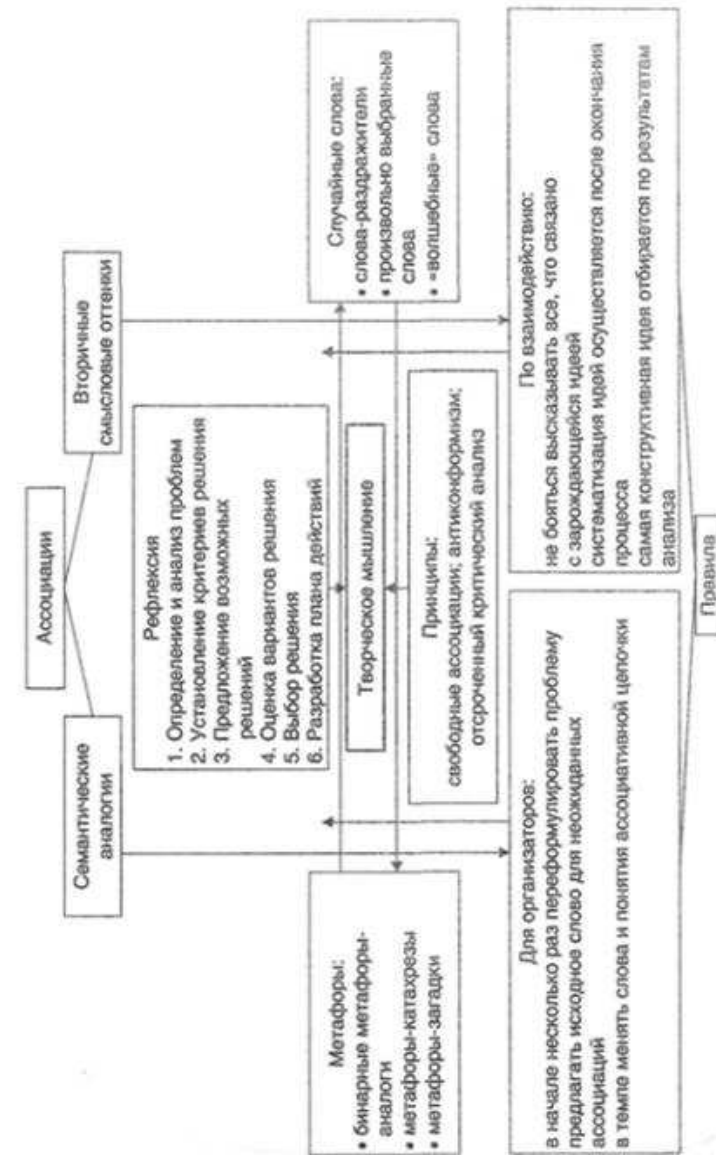 Ассоциации
Семантические
аналогии
Вторичные
смысловые оттенки
Рефлексия
1. Определение и анализ проблем
2. Установление критериев решения
3. Предложение возможных
решений
4. Оценка вариантов решения
5. Выбор решения
6. Разработка плана действий
Метафоры:
• бинарные метафоры-
аналоги
• метафоры-катахрезы
• метафоры-загадки
Творческое мышление
Случайные слова:
• слова-раздражители
• произвольно выбранные
слова
• «волшебные» слова
Принципы:
свободные ассоциации; антиконформизм;
отсроченный критический анализ
Для организаторов:
в начале несколько раз переформулировать проблему
предлагать исходное слово для неожиданных
ассоциаций
в темпе менять слова и понятия ассоциативной цепочки
По взаимодействию:
не бояться высказывать все, что связано
с зарождающейся идеей
систематизация идей осуществляется после окончания
процесса
самая конструктивная идея отбирается по результатам
анализа
Правила